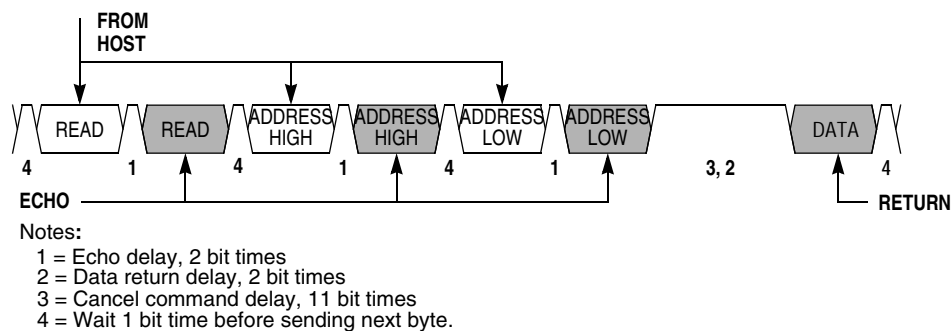 FROM
HOST
READ READ ADDRESS HIGH ADDRESS HIGH ADDRESS LOW ADDRESS LOW DATA
4 1 4 1 4 1 3, 2 4
ECHO RETURN
Notes:
1 = Echo delay, 2 bit times
2 = Data return delay, 2 bit times
3 = Cancel command delay, 11 bit times
4 = Wait 1 bit time before sending next byte.